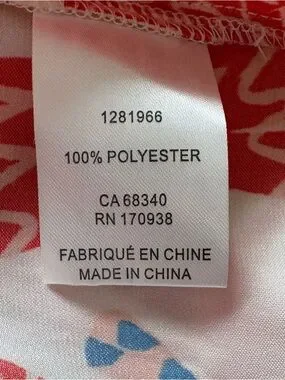 1281966
100% POLYESTER
CA 68340
RN 170938
FABRIQUÉ EN CHINE
MADE IN CHINA